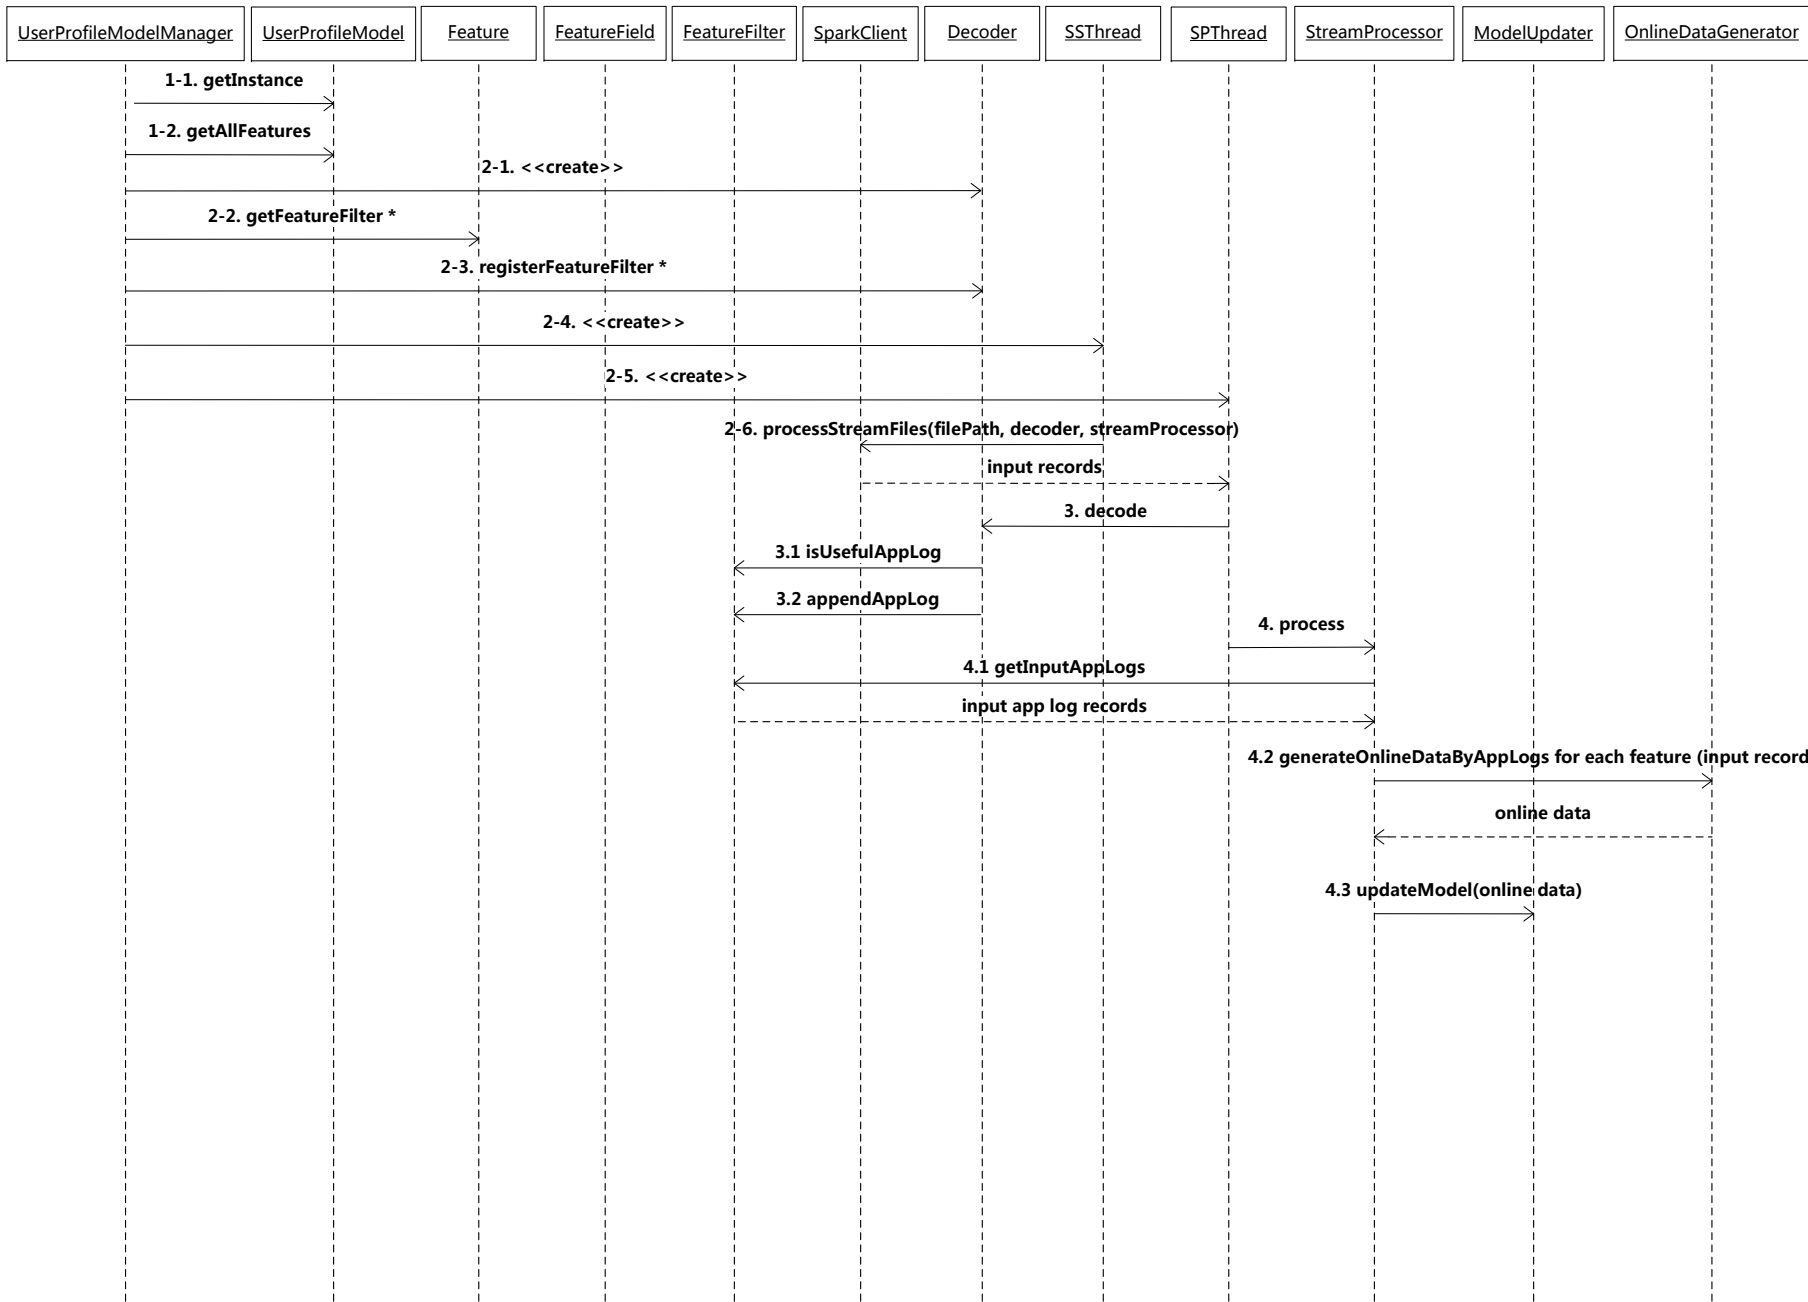 UserProfileModelManager
UserProfileModel
Feature
FeatureField
FeatureFilter
SparkClient
Decoder
SSThread
SPThread
StreamProcessor
ModelUpdater
OnlineDataGenerator
1-1. getInstance
1-2. getAllFeatures
2-1. <<create>>
2-2. getFeatureFilter *
2-3. registerFeatureFilter *
2-4. <<create>>
2-5. <<create>>
2-6. processStreamFiles(filePath, decoder, streamProcessor)
input records
3. decode
3.1 isUsefulAppLog
3.2 appendAppLog
4. process
4.1 getInputAppLogs
input app log records
4.2 generateOnlineDataByAppLogs for each feature (input record
online data
4.3 updateModel(online data)